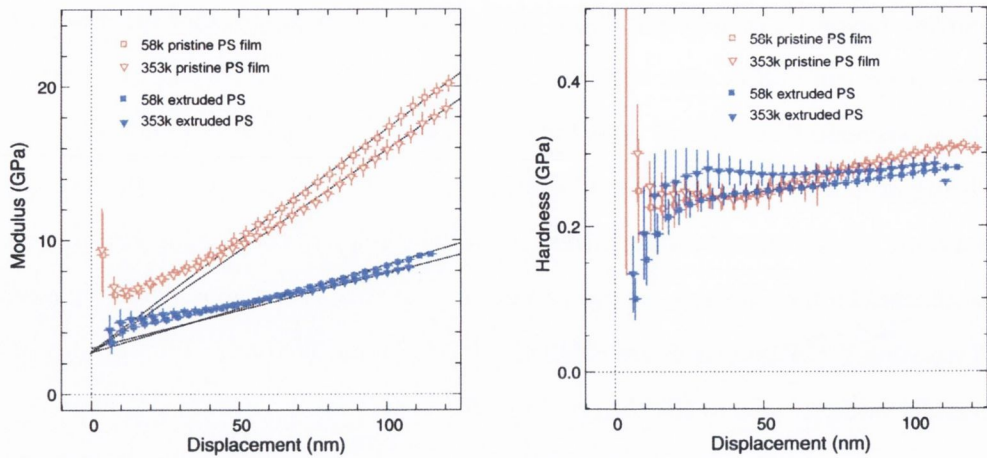 58k pristine PS film
353k pristine PS film
58k extruded PS
353k extruded PS
20
10
0
Modulus (GPa)
0
50
100
Displacement (nm)
58k pristine PS film
353k pristine PS film
58k extruded PS
353k extruded PS
0.4
0.2
0.0
Hardness (GPa)
0
50
100
Displacement (nm)